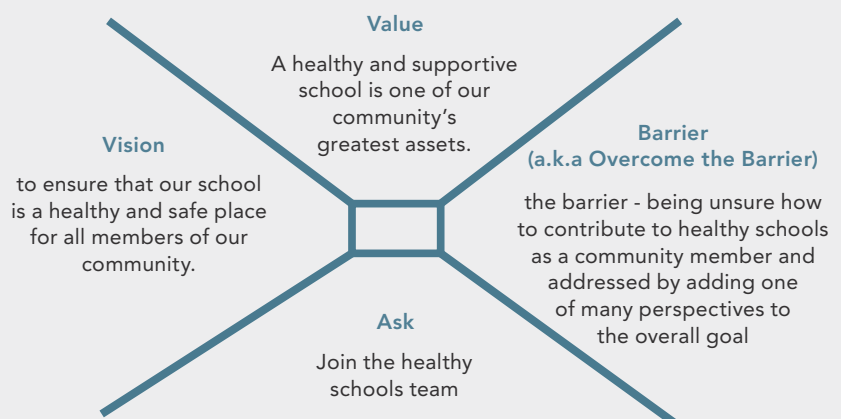 Value
A healthy and supportive
school is one of our
community's
greatest assets.
Barrier
(a.k.a Overcome the Barrier)
the barrier - being unsure how
to contribute to healthy schools
as a community member and
addressed by adding one
of many perspectives to
the overall goal
Ask
Join the healthy
schools team
Vision
to ensure that our school
is a healthy and safe place
for all members of our
community.